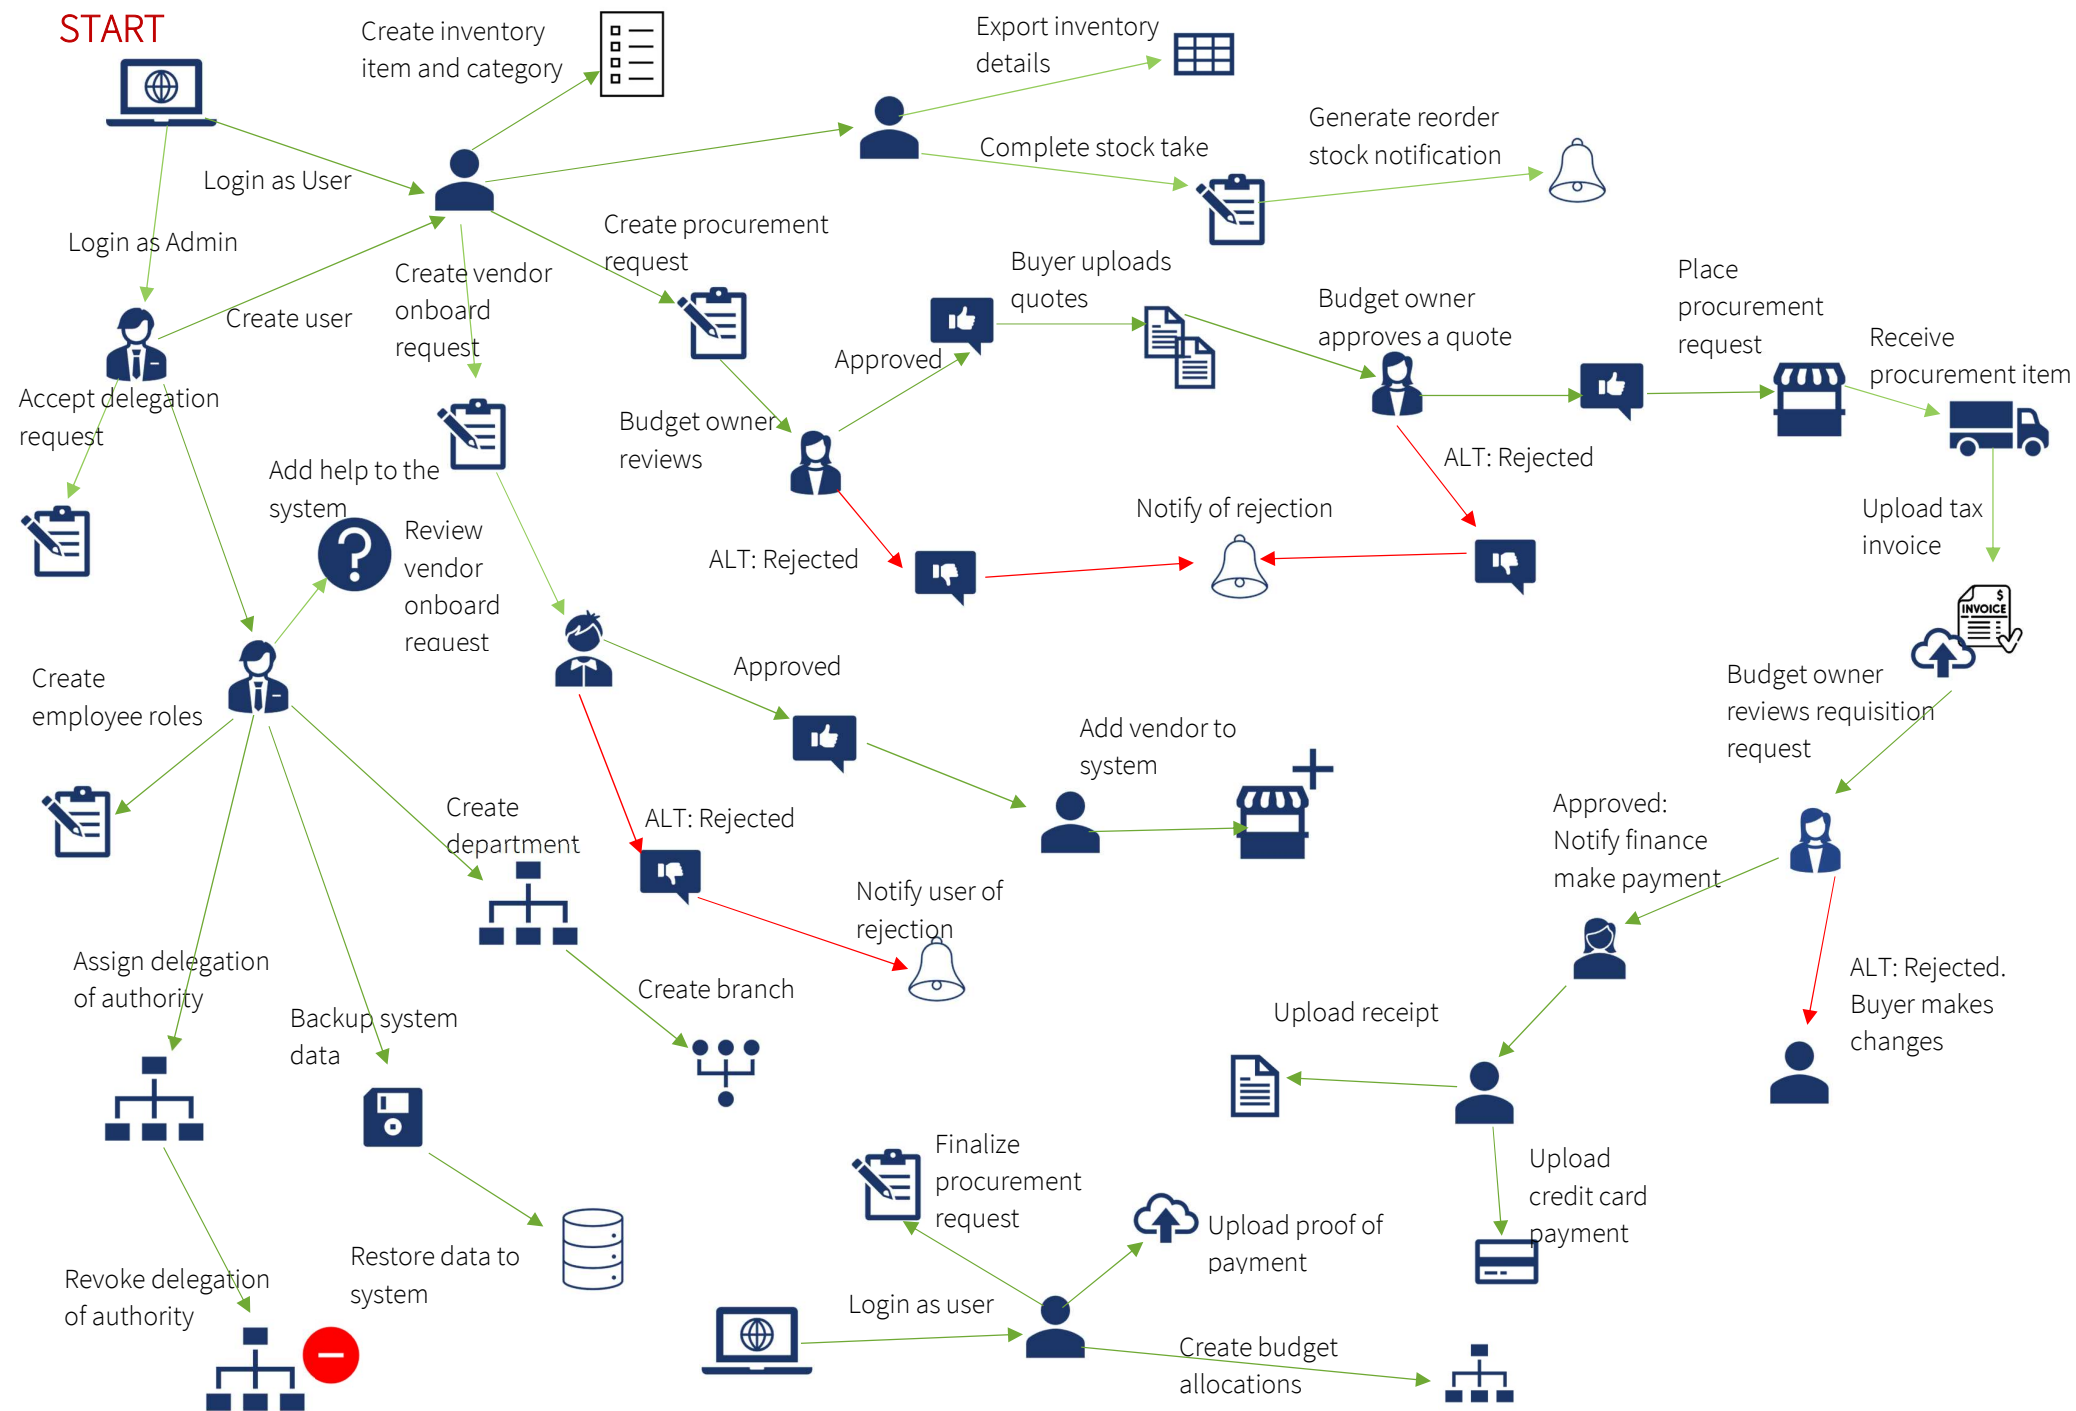 START
Create inventory
item and category
Export inventory
details
Generate reorder
stock notification
Complete stock take
Login as User
Login as Admin
Create procurement
request
Create vendor
onboard
request
Create user
Buyer uploads
quotes
Budget owner
approves a quote
Place
procurement
request
Receive
procurement item
Approved
Accept delegation
request
Budget owner
reviews
ALT: Rejected
Add help to the
system
Review
vendor
onboard
request
Notify of rejection
ALT: Rejected
Upload tax
invoice
$
INVOICE
Create
employee roles
Approved
Budget owner
reviews requisition
request
Add vendor to
system
Create
department
ALT: Rejected
Approved:
Notify finance
make payment
Notify user of
rejection
Assign delegation
of authority
Backup system
data
Create branch
Upload receipt
ALT: Rejected.
Buyer makes
changes
Finalize
procurement
request
Upload
credit card
payment
Upload proof of
payment
Restore data to
system
Revoke delegation
of authority
Login as user
Create budget
allocations